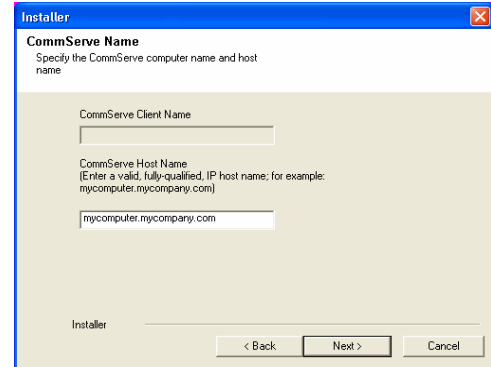 Installer
CommServe Name
Specify the CommServe computer name and host
name
CommServe Client Name
CommServe Host Name
(Enter a valid, fully-qualified, IP host name; for example:
mycomputer.mycompany.com)
mycomputer.mycompany.com
Installer
< Back Next > Cancel